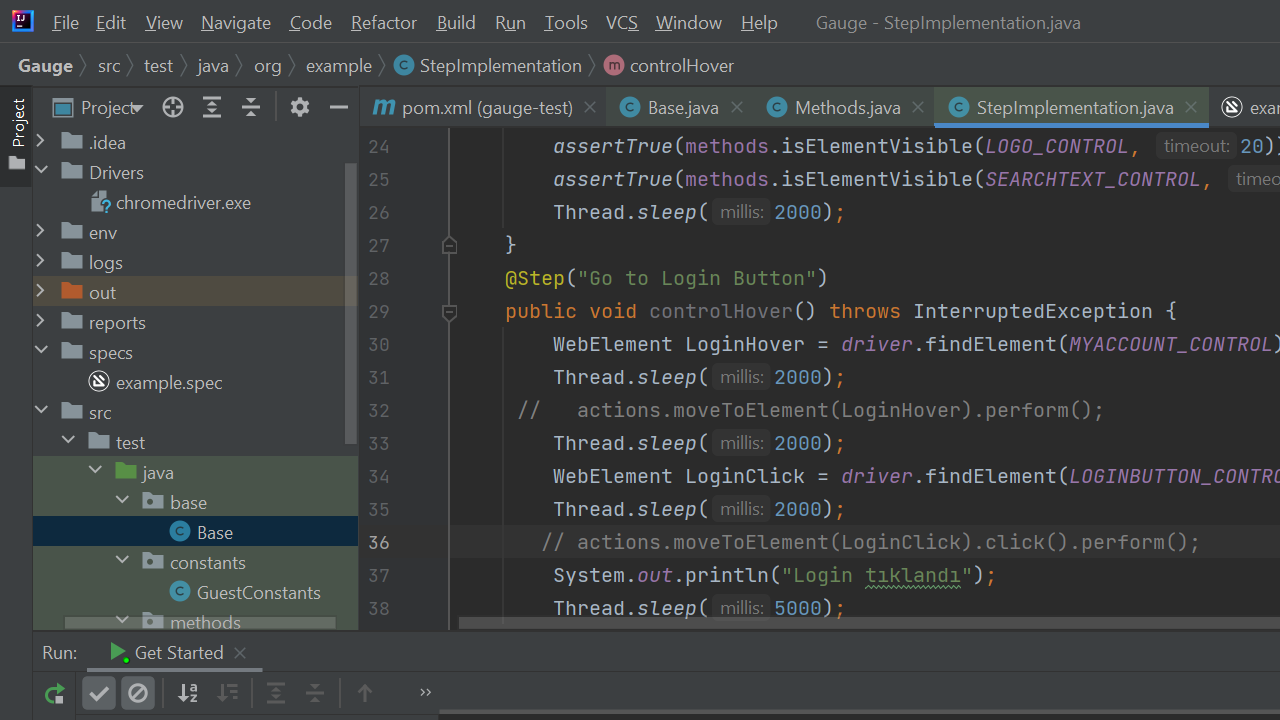 File Edit View Navigate Code Refactor Build Run Tools VCS Window Help Gauge - StepImplementation.java
Gauge src test java org example StepImplementation controlHover
Project
Project
pom.xml (gauge-test) Base.java Methods.java StepImplementation.java
.idea
Drivers
chromedriver.exe
env
logs
out
reports
specs
example.spec
src
test
java
base
Base
constants
GuestConstants
methods
24 assertTrue(methods.isElementVisible(LOGO_CONTROL, timeout: 20)
25 assertTrue(methods.isElementVisible(SEARCHTEXT_CONTROL,
26 Thread.sleep( millis: 2000);
27 }
28 @Step("Go to Login Button")
29 public void controlHover() throws InterruptedException {
30 WebElement LoginHover = driver.findElement(MYACCOUNT_CONTROL)
31 Thread.sleep( millis: 2000);
32 // actions.moveToElement(LoginHover).perform();
33 Thread.sleep( millis: 2000);
34 WebElement LoginClick = driver.findElement(
35 Thread.sleep( millis: 2000);
36 // actions.moveToElement(LoginClick).click().perform();
37 System.out.println("Login tıklandı");
38 Thread.sleep( millis: 5000);
Run: Get Started